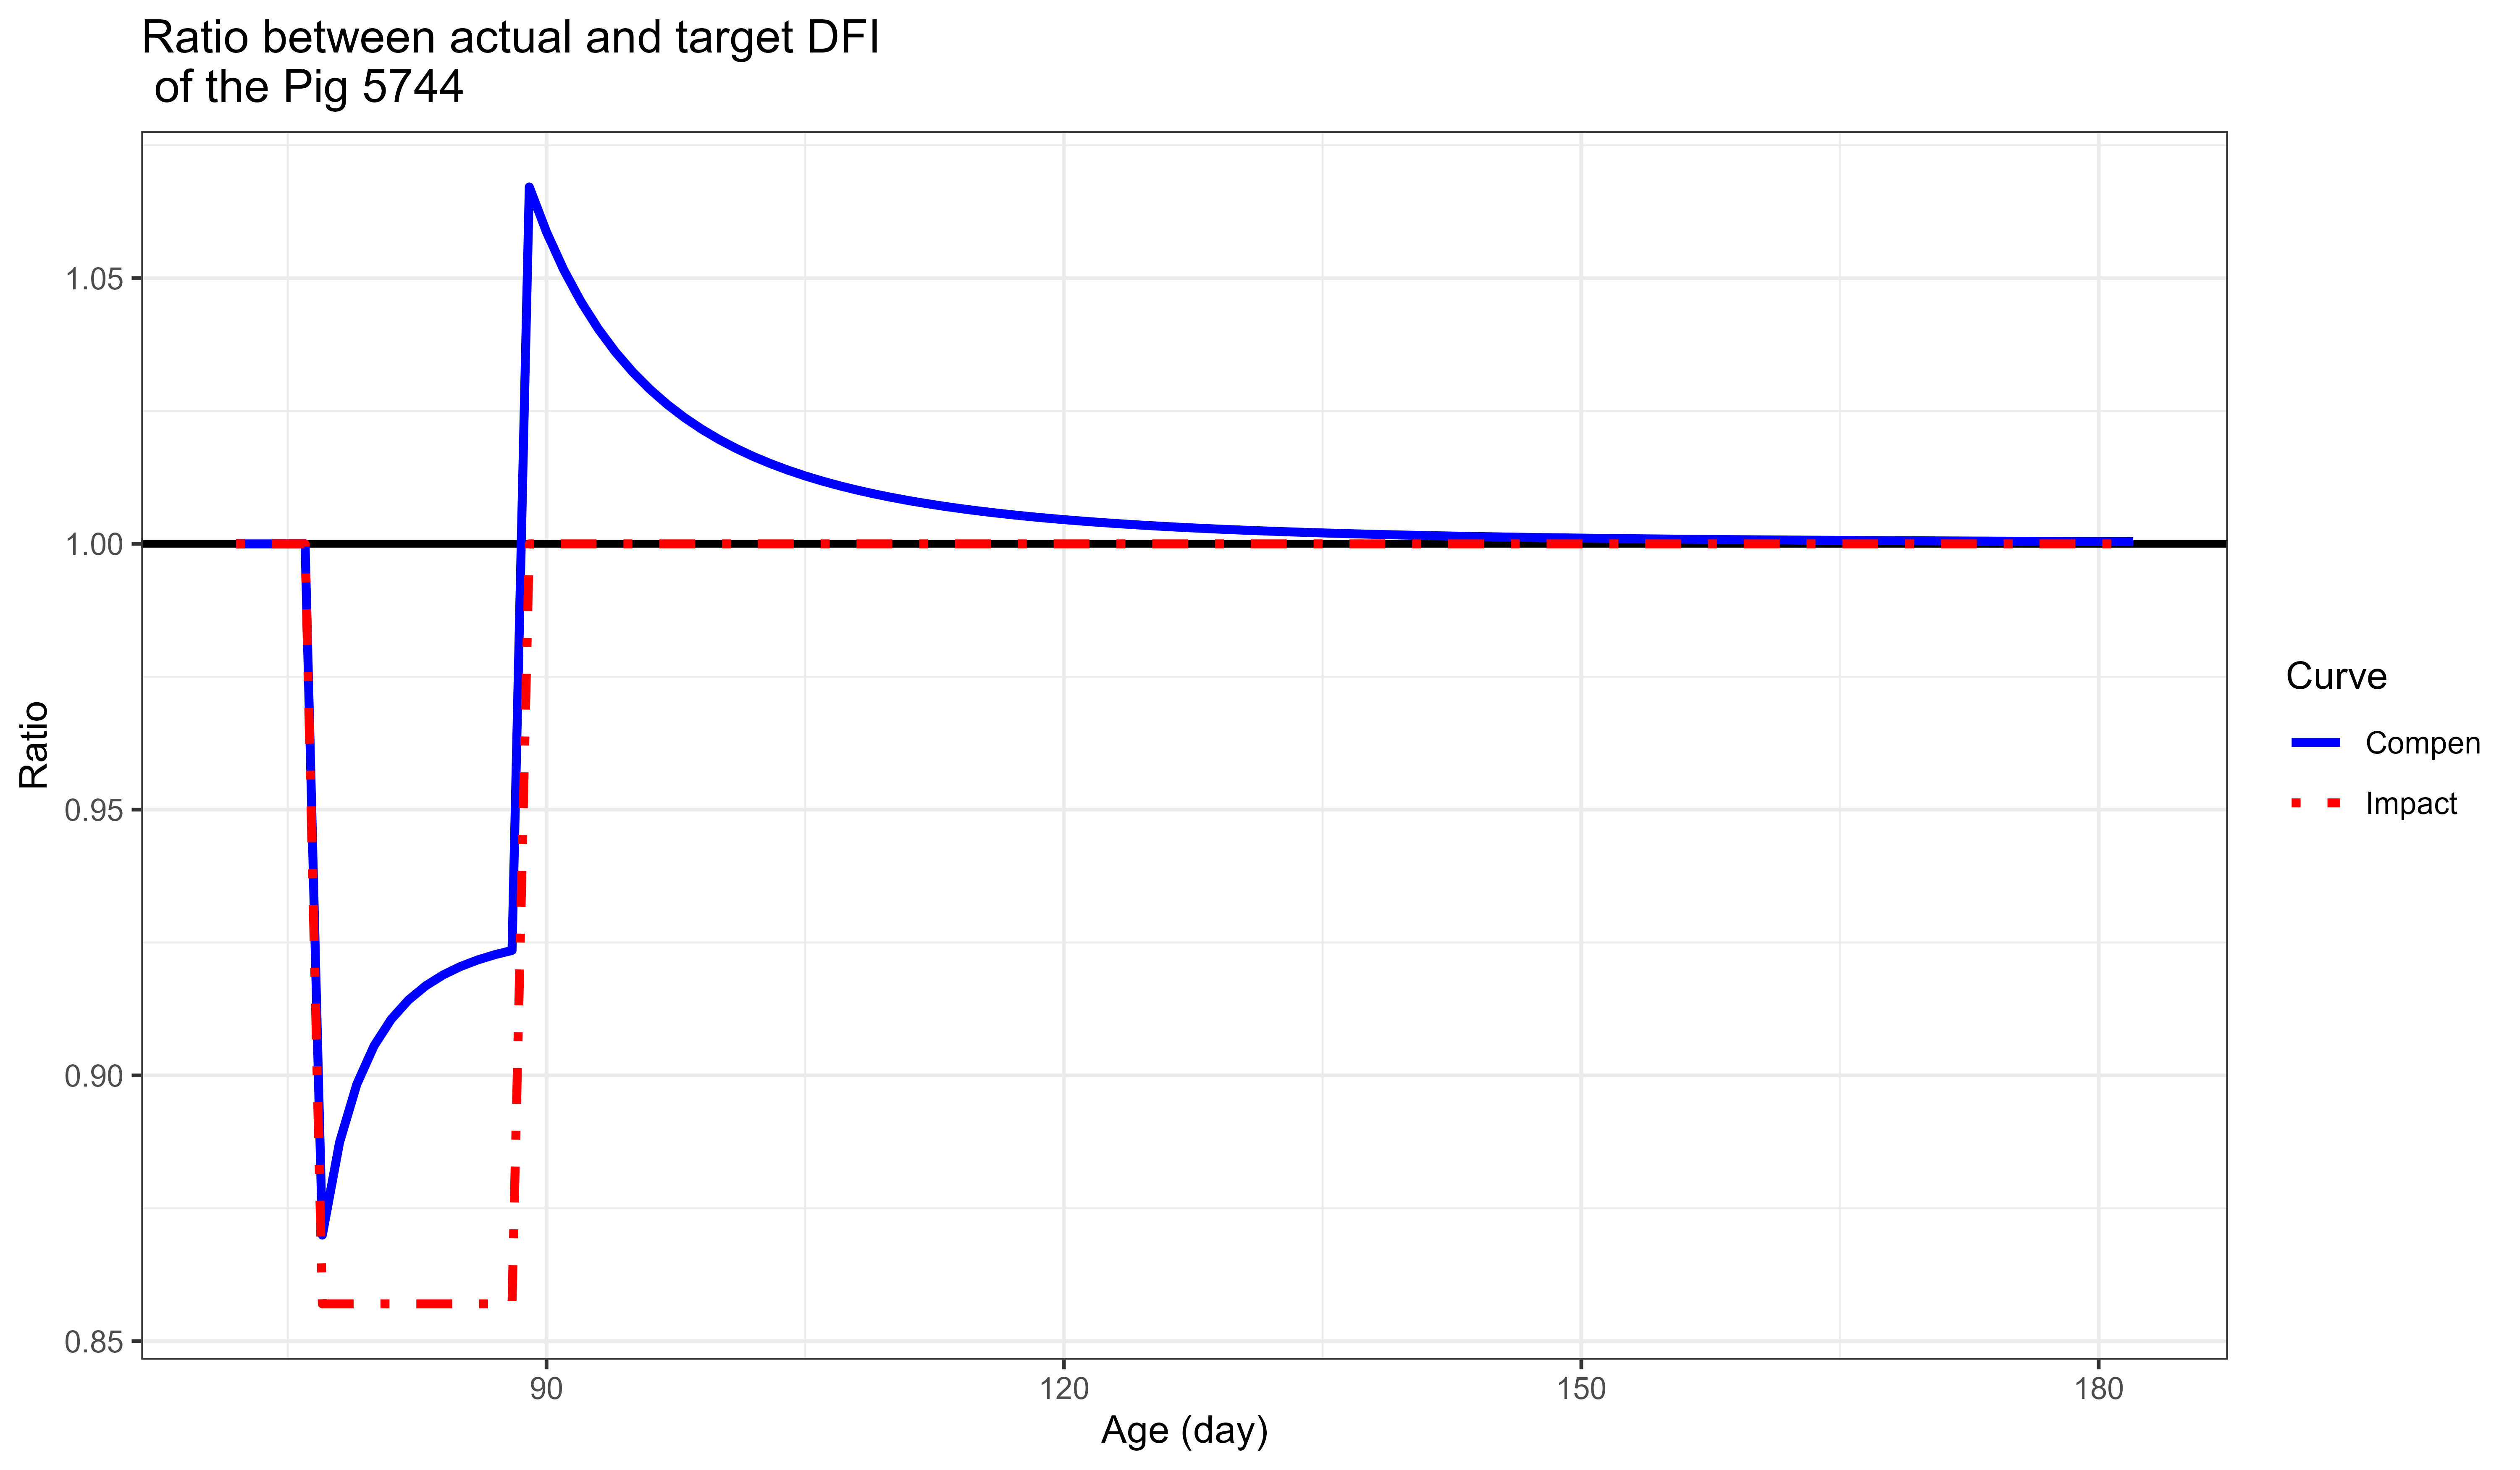 Ratio between actual and target DFI
of the Pig 5744
1.05
1.00
0.95
0.90
0.85
Ratio
90
120
150
180
Age (day)
Curve
Compen
Impact